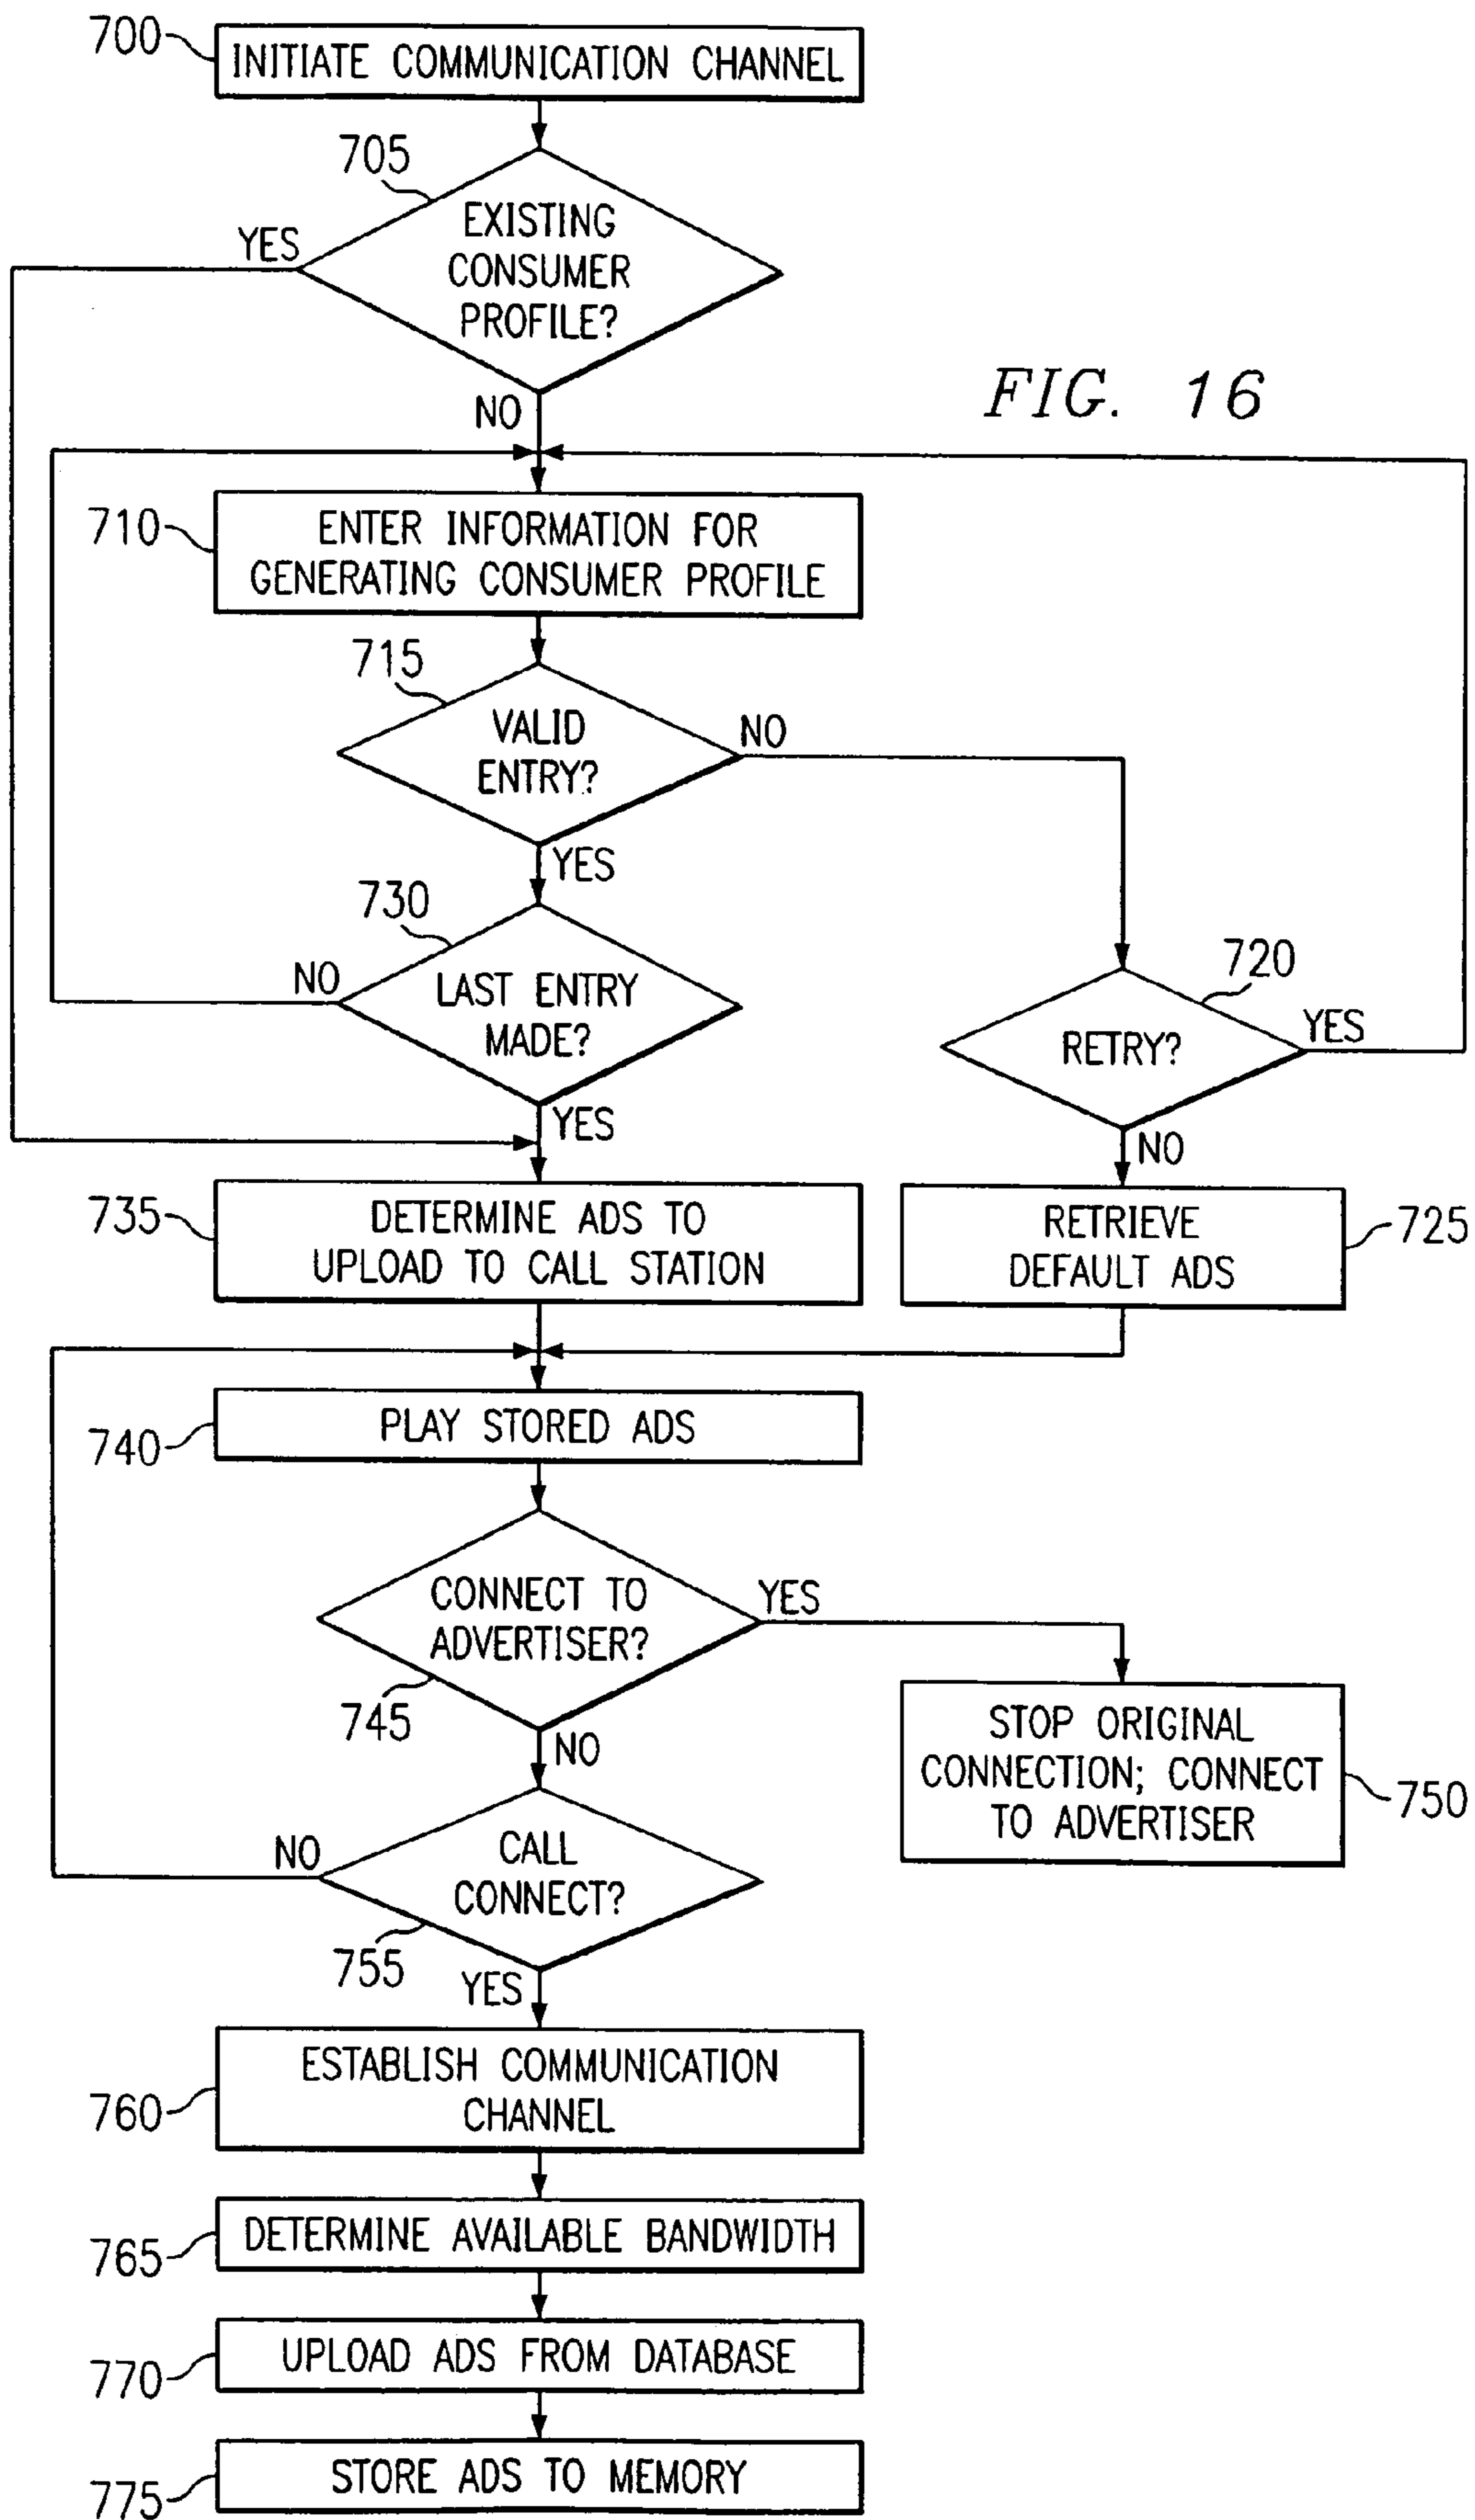 700
INITIATE COMMUNICATION CHANNEL
705
EXISTING
CONSUMER
PROFILE?
YES
NO
FIG. 16
710
ENTER INFORMATION FOR
GENERATING CONSUMER PROFILE
715
VALID
ENTRY?
NO
YES
730
LAST ENTRY
MADE?
NO
YES
720
RETRY?
YES
NO
735
DETERMINE ADS TO
UPLOAD TO CALL STATION
RETRIEVE
DEFAULT ADS
725
740
PLAY STORED ADS
CONNECT TO
ADVERTISER?
YES
745
NO
STOP ORIGINAL
CONNECTION; CONNECT
TO ADVERTISER
750
CALL
CONNECT?
NO
755
YES
ESTABLISH COMMUNICATION
CHANNEL
760
DETERMINE AVAILABLE BANDWIDTH
765
UPLOAD ADS FROM DATABASE
770
STORE ADS TO MEMORY
775